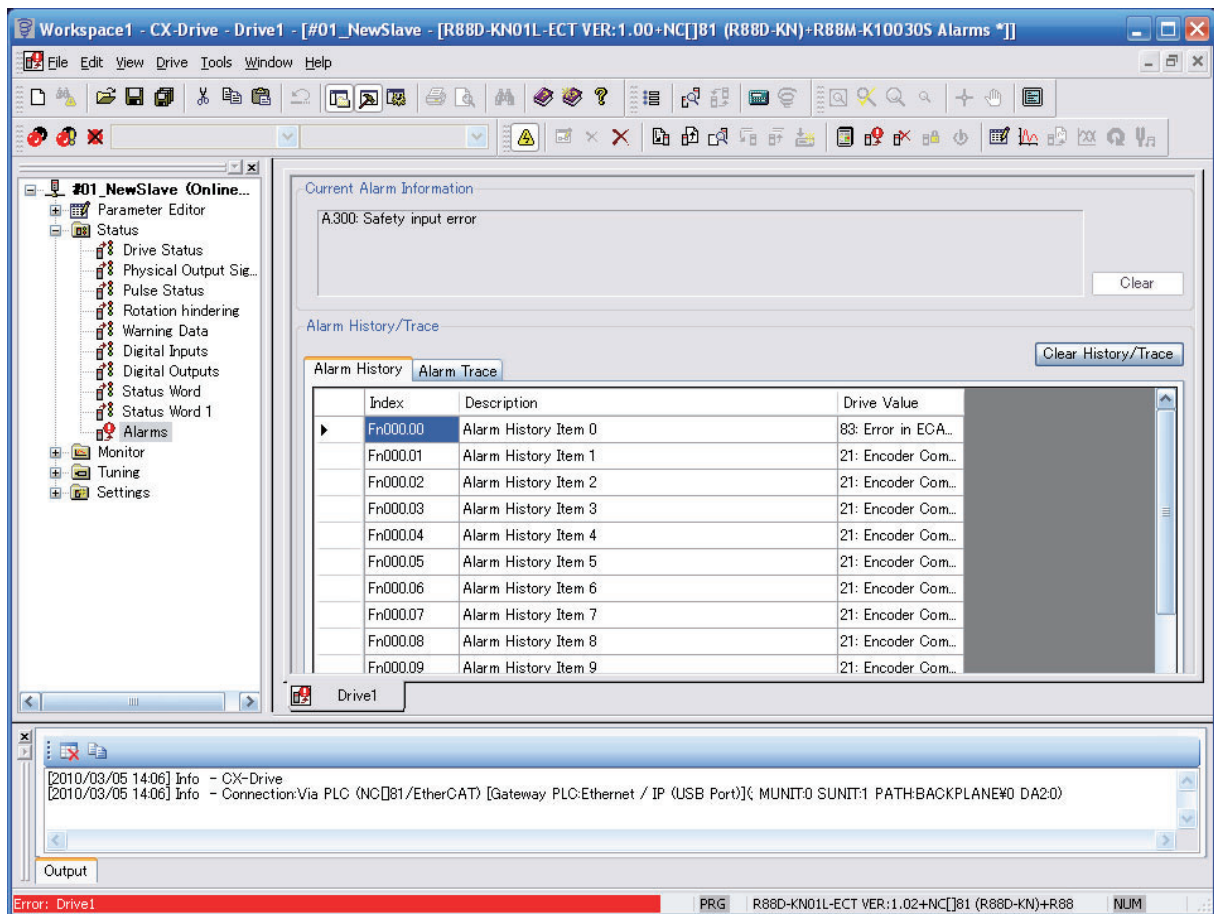 Workspace1 - CX-Drive - Drive1 - [#01_NewSlave - [R88D-KN01L-ECT VER:1.00+NC[]81 (R88D-KN)+R88M-K10030S Alarms *]]
File Edit View Drive Tools Window Help
#01_NewSlave (Online...
Parameter Editor
Status
Drive Status
Physical Output Sig...
Pulse Status
Rotation hindering
Warning Data
Digital Inputs
Digital Outputs
Status Word
Status Word 1
Alarms
Monitor
Tuning
Settings
Current Alarm Information
A.300: Safety input error
Clear
Alarm History/Trace
Clear History/Trace
Alarm History Alarm Trace
Index Description Drive Value
Fn000.00 Alarm History Item 0 83: Error in ECA...
Fn000.01 Alarm History Item 1 21: Encoder Com...
Fn000.02 Alarm History Item 2 21: Encoder Com...
Fn000.03 Alarm History Item 3 21: Encoder Com...
Fn000.04 Alarm History Item 4 21: Encoder Com...
Fn000.05 Alarm History Item 5 21: Encoder Com...
Fn000.06 Alarm History Item 6 21: Encoder Com...
Fn000.07 Alarm History Item 7 21: Encoder Com...
Fn000.08 Alarm History Item 8 21: Encoder Com...
Fn000.09 Alarm History Item 9 21: Encoder Com...
Drive1
[2010/03/05 14:06] Info - CX-Drive
[2010/03/05 14:06] Info - Connection:Via PLC (NC[]81/EtherCAT) [Gateway PLC:Ethernet / IP (USB Port)](; MUNIT:0 SUNIT:1 PATH:BACKPLANE¥0 DA2:0)
Output
Error: Drive1
PRG R88D-KN01L-ECT VER:1.02+NC[]81 (R88D-KN)+R88 NUM